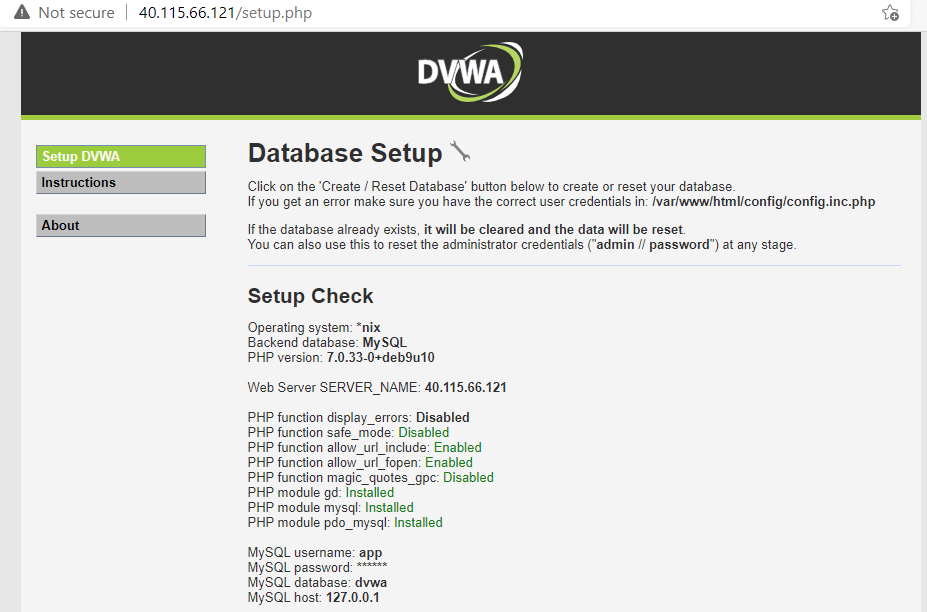 Not secure | 40.115.66.121/setup.php
DVWA
Setup DVWA
Instructions
About
Database Setup
Click on the 'Create / Reset Database' button below to create or reset your database.
If you get an error make sure you have the correct user credentials in: /var/www/html/config/config.inc.php
If the database already exists, it will be cleared and the data will be reset.
You can also use this to reset the administrator credentials ("admin // password") at any stage.
Setup Check
Operating system: *nix
Backend database: MySQL
PHP version: 7.0.33-0+deb9u10
Web Server SERVER_NAME: 40.115.66.121
PHP function display_errors: Disabled
PHP function safe_mode: Disabled
PHP function allow_url_include: Enabled
PHP function allow_url_fopen: Enabled
PHP function magic_quotes_gpc: Disabled
PHP module gd: Installed
PHP module mysql: Installed
PHP module pdo_mysql: Installed
MySQL username: app
MySQL password: ******
MySQL database: dvwa
MySQL host: 127.0.0.1